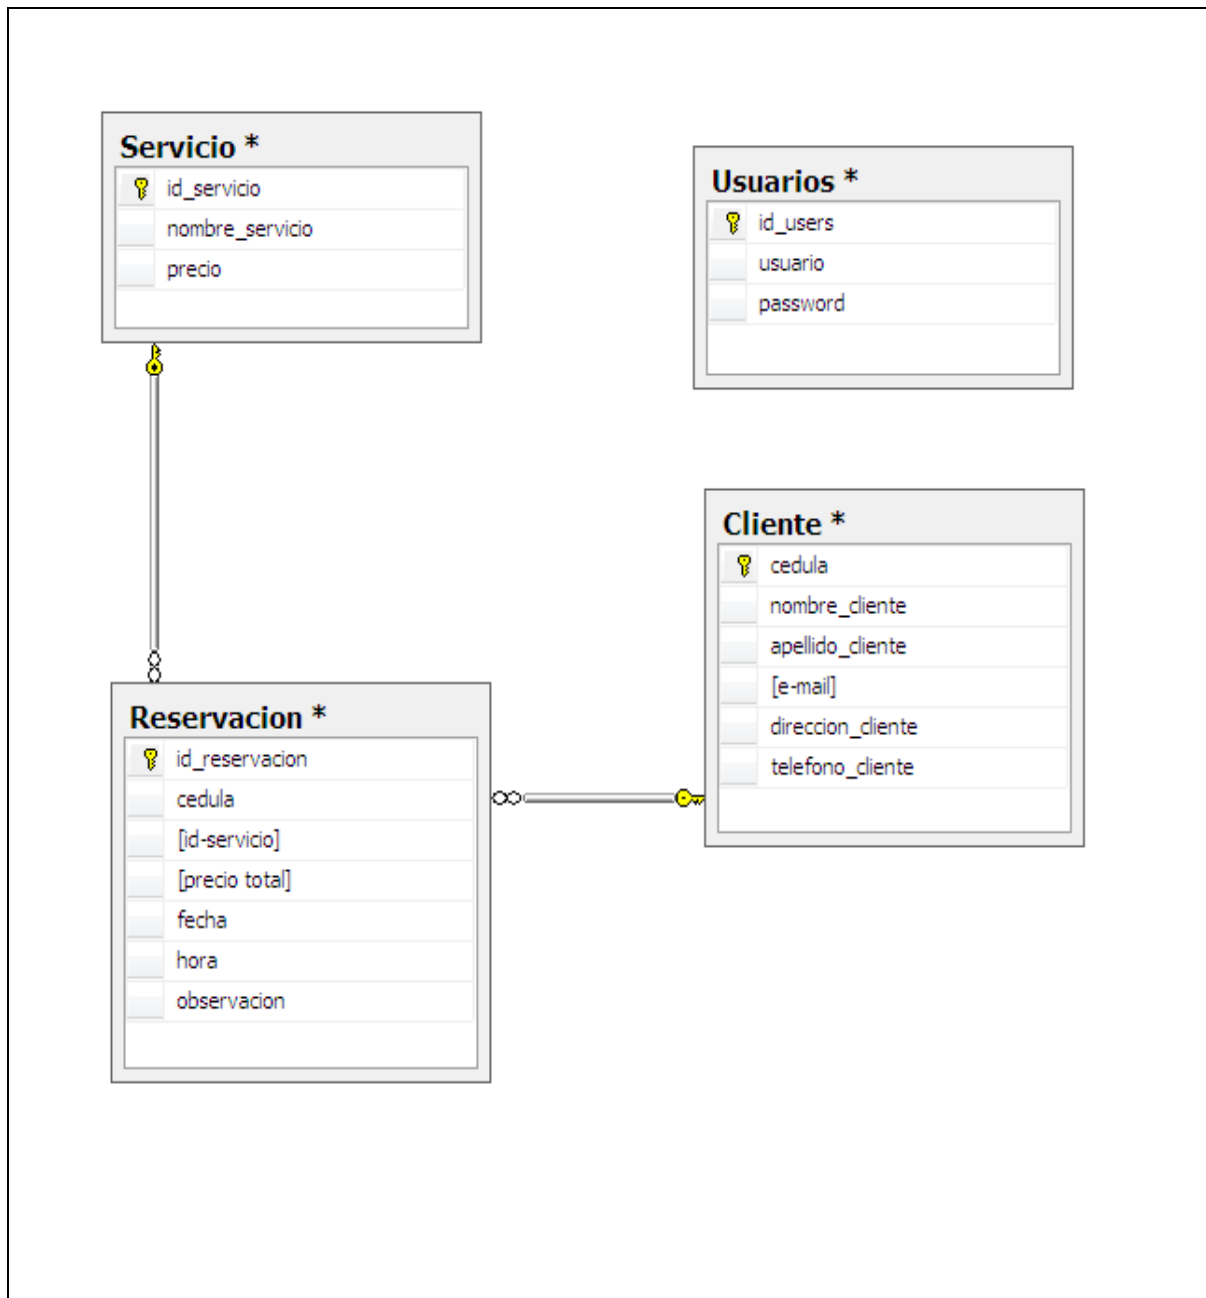 Servicio *
id_servicio
nombre_servicio
precio
Usuarios *
id_users
usuario
password
Cliente *
cedula
nombre_cliente
apellido_cliente
[e-mail]
direccion_cliente
telefono_cliente
Reservacion *
id_reservacion
cedula
[id-servicio]
[precio total]
fecha
hora
observacion